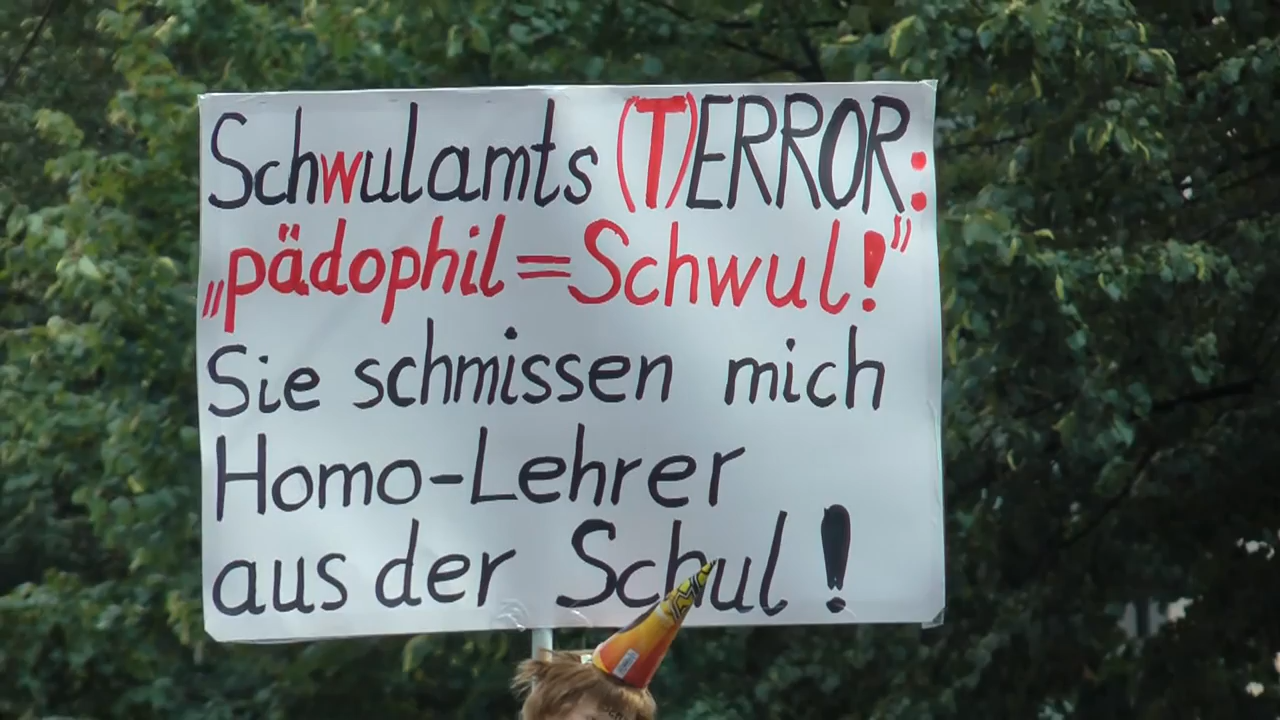 Schwulamts (T)ERROR:
„pädophil=Schwul!"
Sie schmissen mich
Homo-Lehrer
aus der Schul!